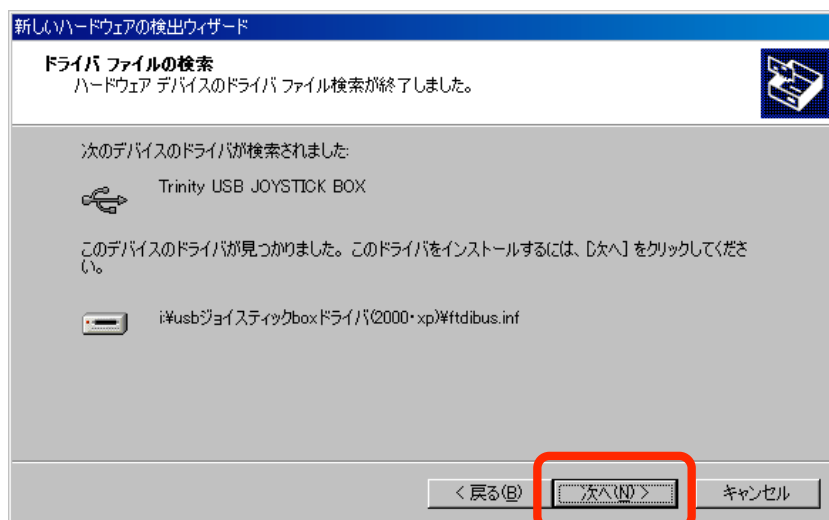 新しいハードウェアの検出ウィザード
ドライバ ファイルの検索
ハードウェア デバイスのドライバ ファイル検索が終了しました。
次のデバイスのドライバが検索されました:
Trinity USB JOYSTICK BOX
このデバイスのドライバが見つかりました。このドライバをインストールするには、[次へ] をクリックしてくださ
い。
i:¥usbジョイスティックboxドライバ(2000・xp)¥ftdibus.inf
< 戻る(B)
次へ(N) >
キャンセル